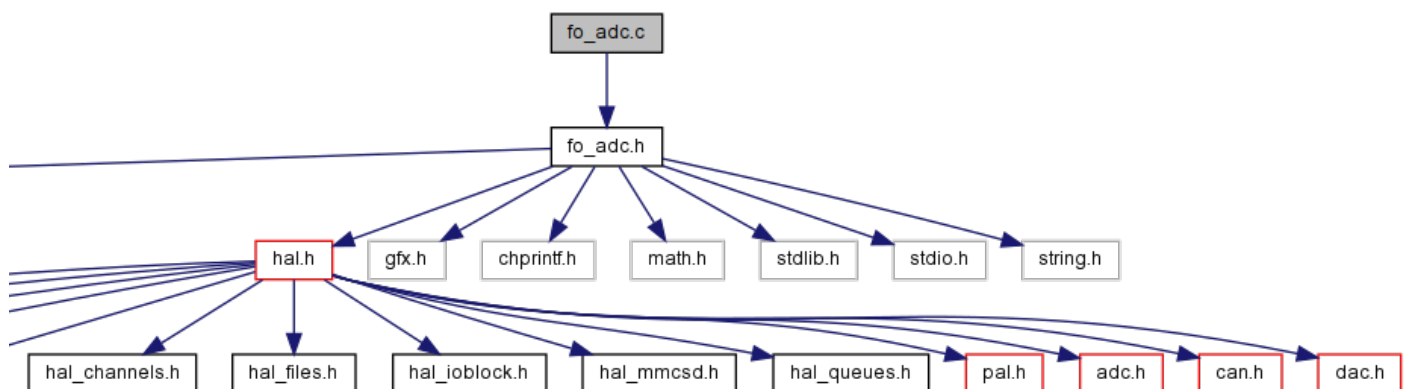 fo_adc.c
fo_adc.h
hal.h
gfx.h
chprintf.h
math.h
stdlib.h
stdio.h
string.h
hal_channels.h
hal_files.h
hal_ioblock.h
hal_mmcsd.h
hal_queues.h
pal.h
adc.h
can.h
dac.h